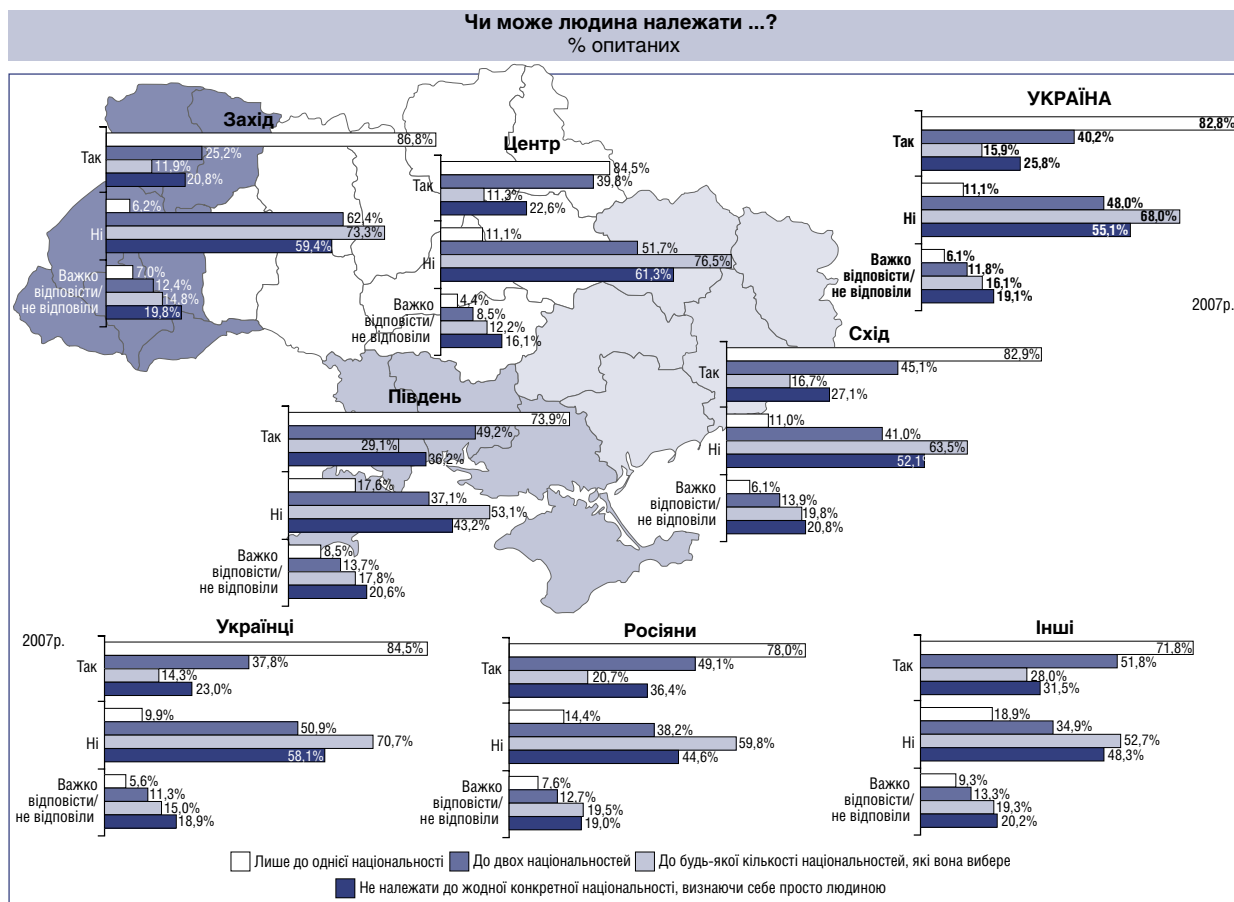 Чи може людина належати ...?
% опитаних
Захід
Так
86,8%
25,2%
11,9%
20,8%
Ні
6,2%
62,4%
73,3%
59,4%
Важко
відповісти/
не відповіли
7,0%
12,4%
14,8%
19,8%
Центр
Так
84,5%
39,8%
11,3%
22,6%
Ні
11,1%
51,7%
76,5%
61,3%
Важко
відповісти/
не відповіли
4,4%
8,5%
12,2%
16,1%
УКРАЇНА
Так
82,8%
40,2%
15,9%
25,8%
Ні
11,1%
48,0%
68,0%
55,1%
Важко
відповісти/
не відповіли
6,1%
11,8%
16,1%
19,1%
2007р.
Південь
Так
73,9%
49,2%
29,1%
36,2%
Ні
17,6%
37,1%
53,1%
43,2%
Важко
відповісти/
не відповіли
8,5%
13,7%
17,8%
20,6%
Схід
Так
82,9%
45,1%
16,7%
27,1%
Ні
11,0%
41,0%
63,5%
52,1%
Важко
відповісти/
не відповіли
6,1%
13,9%
19,8%
20,8%
2007р.
Українці
Так
84,5%
37,8%
14,3%
23,0%
Ні
9,9%
50,9%
70,7%
58,1%
Важко
відповісти/
не відповіли
5,6%
11,3%
15,0%
18,9%
Росіяни
Так
78,0%
49,1%
20,7%
36,4%
Ні
14,4%
38,2%
59,8%
44,6%
Важко
відповісти/
не відповіли
7,6%
12,7%
19,5%
19,0%
Інші
Так
71,8%
51,8%
28,0%
31,5%
Ні
18,9%
34,9%
52,7%
48,3%
Важко
відповісти/
не відповіли
9,3%
13,3%
19,3%
20,2%
Лише до однієї національності
До двох національностей
До будь-якої кількості національностей, які вона вибере
Не належати до жодної конкретної національності, визнаючи себе просто людиною